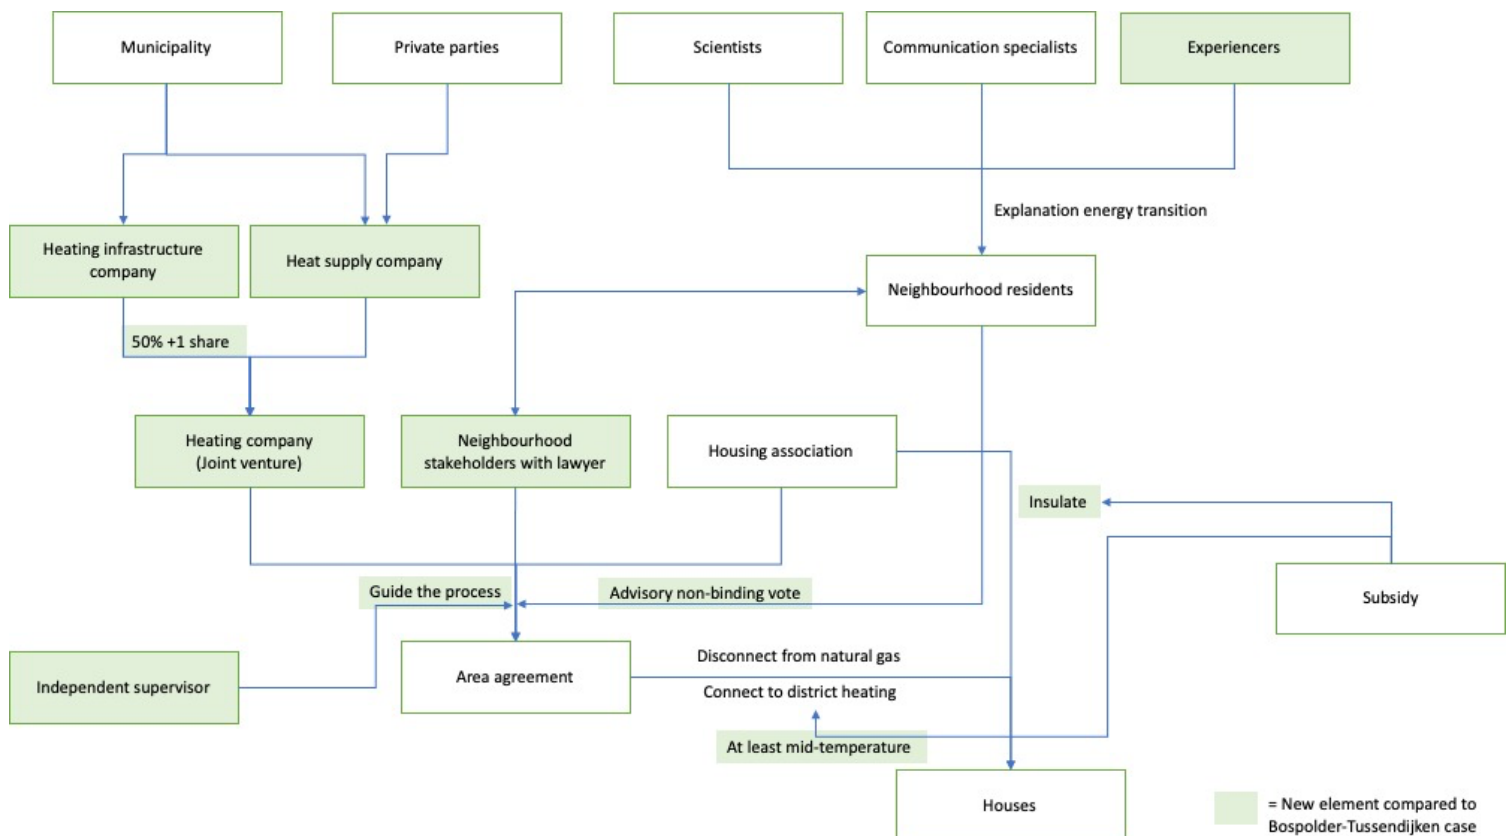 Municipality
Private parties
Scientists
Communication specialists
Experiencers
Explanation energy transition
Heating infrastructure
company
Heat supply company
Neighbourhood residents
50% +1 share
Heating company
(Joint venture)
Neighbourhood
stakeholders with lawyer
Housing association
Insulate
Guide the process
Advisory non-binding vote
Subsidy
Independent supervisor
Area agreement
Disconnect from natural gas
Connect to district heating
At least mid-temperature
Houses
= New element compared to
Bospolder-Tussendijken case